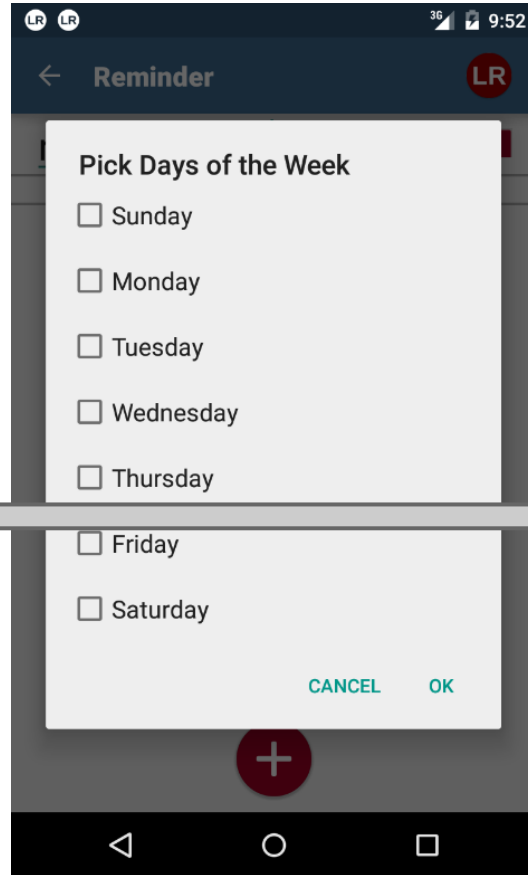 LR LR 3G 9:52
Reminder LR
Pick Days of the Week
Sunday
Monday
Tuesday
Wednesday
Thursday
Friday
Saturday
CANCEL OK